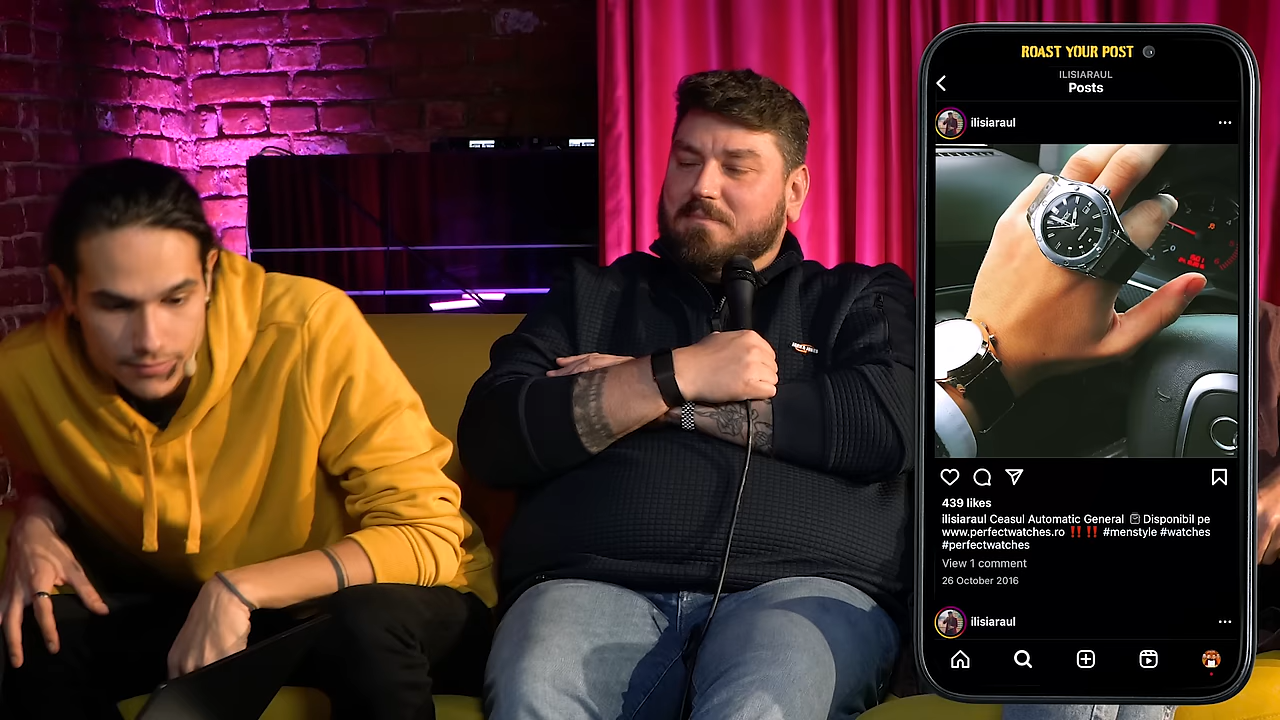 ROAST YOUR POST
ILISIARAUL
Posts
ilisiaraul
439 likes
ilisiaraul Ceasul Automatic General Disponibil pe
www.perfectwatches.ro ‼️ ‼️ #menstyle #watches
#perfectwatches
View 1 comment
26 October 2016
ilisiaraul